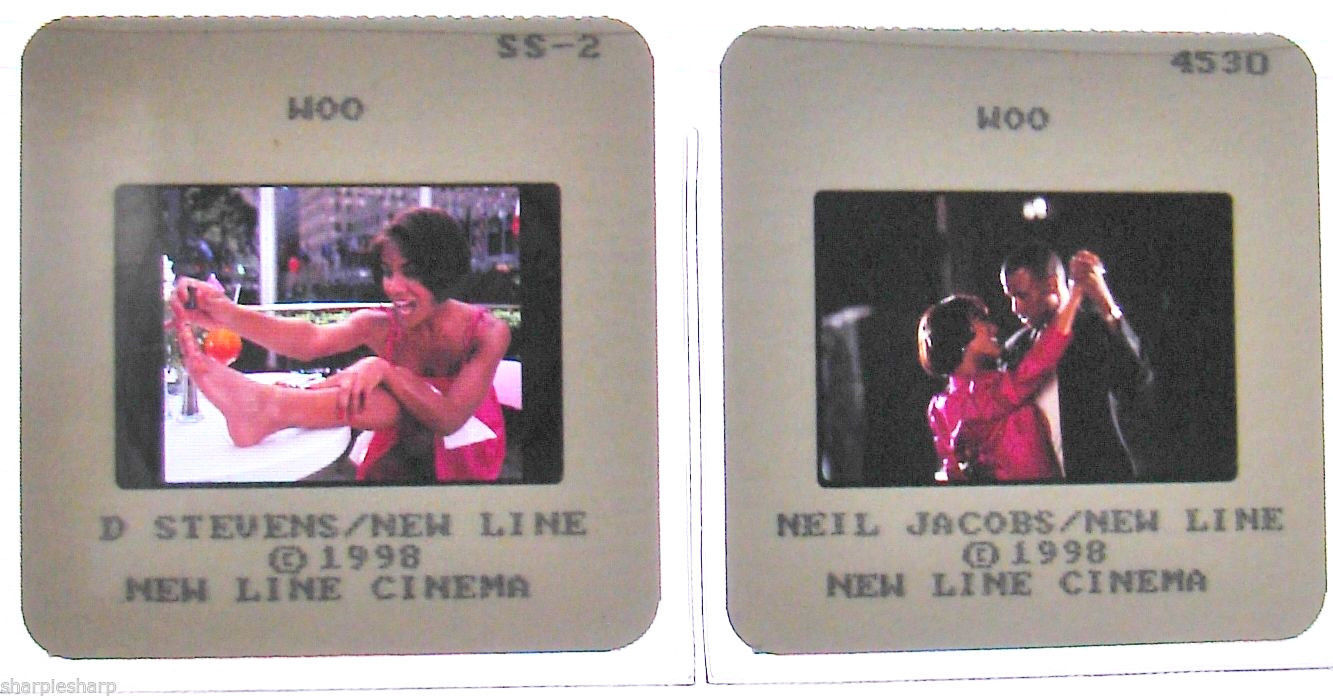 SS-2
WOO
D STEVENS/NEW LINE
©1998
NEW LINE CINEMA
4530
WOO
NEIL JACOBS/NEW LINE
©1998
NEW LINE CINEMA
sharplesharp